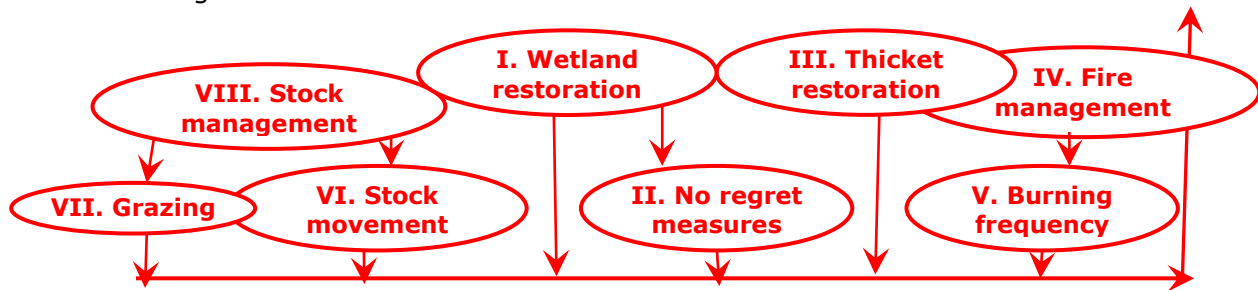 I. Wetland
restoration
III. Thicket
restoration
IV. Fire
management
VIII. Stock
management
VII. Grazing
VI. Stock
movement
II. No regret
measures
V. Burning
frequency